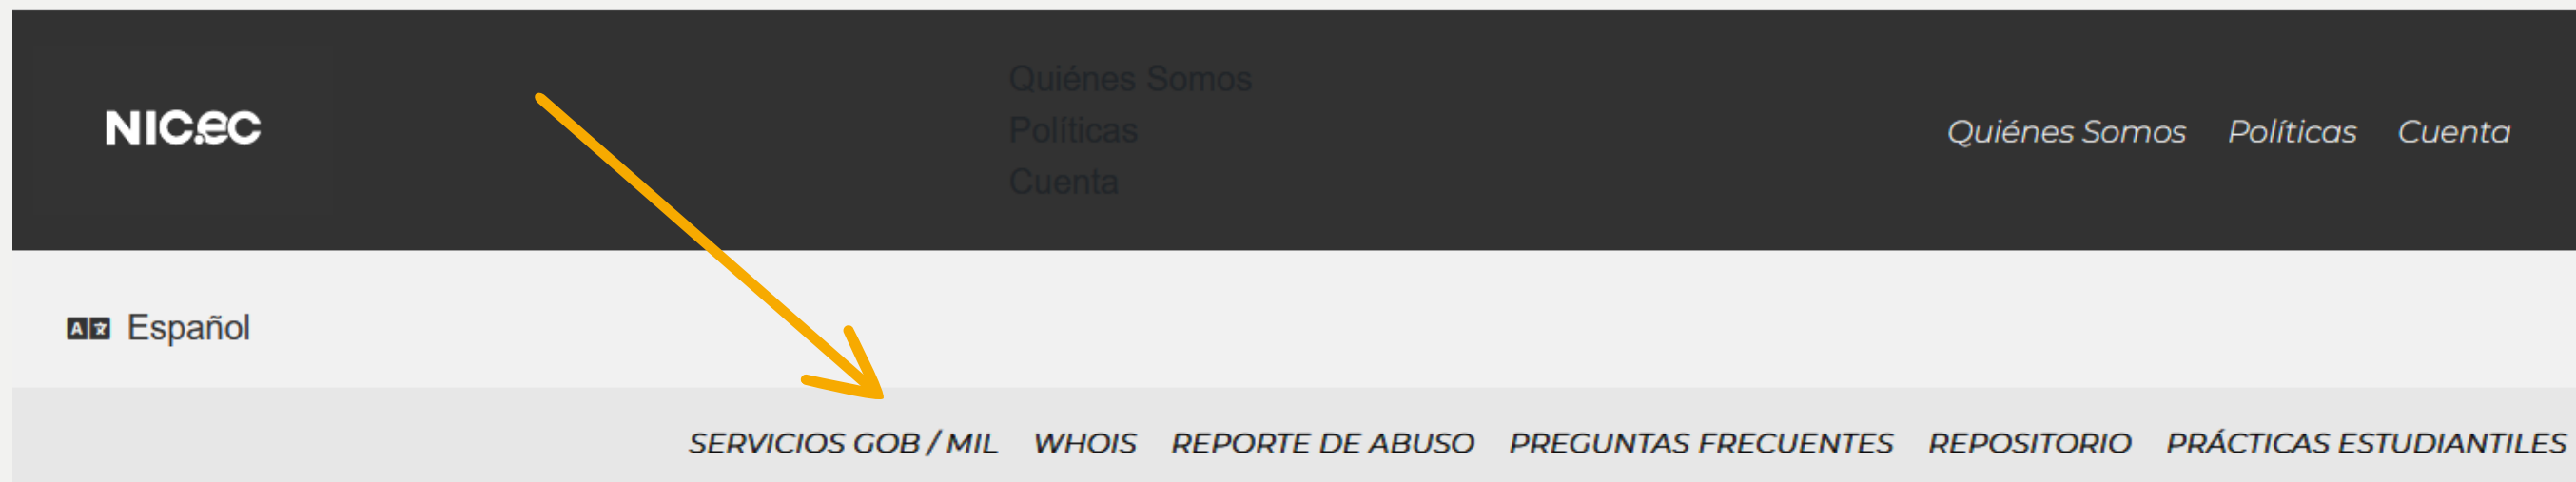 NIC.ec
Quiénes Somos
Políticas
Cuenta
Quiénes Somos Políticas Cuenta
Español
SERVICIOS GOB / MIL WHOIS REPORTE DE ABUSO PREGUNTAS FRECUENTES REPOSITORIO PRÁCTICAS ESTUDIANTILES